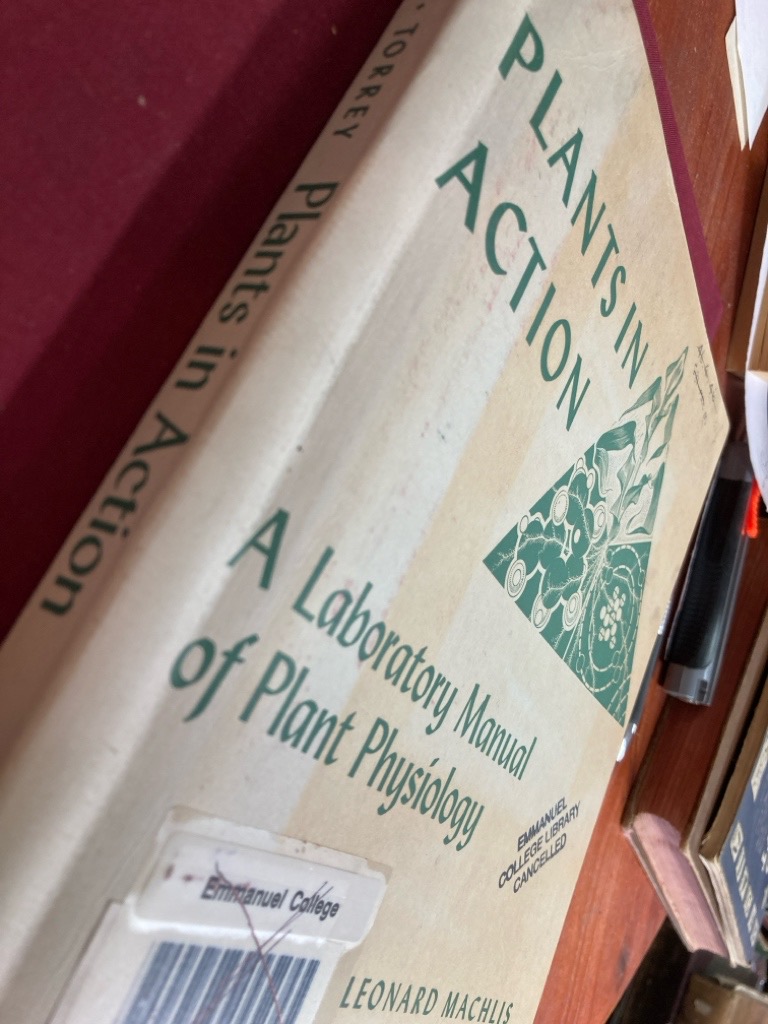 · TORREY Plants in Action
PLANTS IN
ACTION
A Laboratory Manual
of Plant Physiology
EMMANUEL
COLLEGE LIBRARY
CANCELLED
Emmanuel College
LEONARD MACHLIS